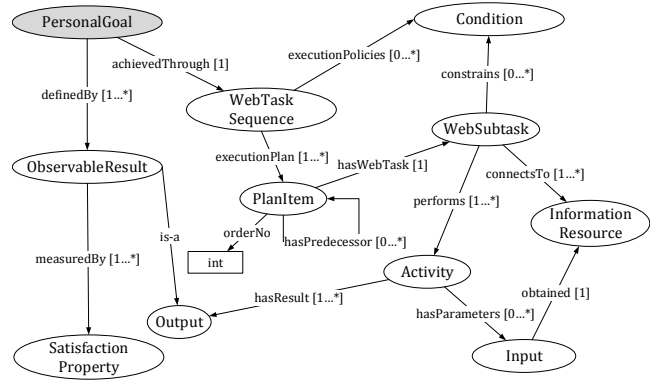 PersonalGoal
Condition
executionPolicies [0...*]
achievedThrough [1]
constrains [0...*]
definedBy [1...*]
WebTask
Sequence
WebSubtask
executionPlan [1...*]
hasWebTask [1]
ObservableResult
connectsTo [1...*]
PlanItem
performs [1...*]
Information
Resource
orderNo
is-a
hasPredecessor [0...*]
measuredBy [1...*]
int
Activity
obtained [1]
hasResult [1...*]
hasParameters [0...*]
Output
Satisfaction
Property
Input